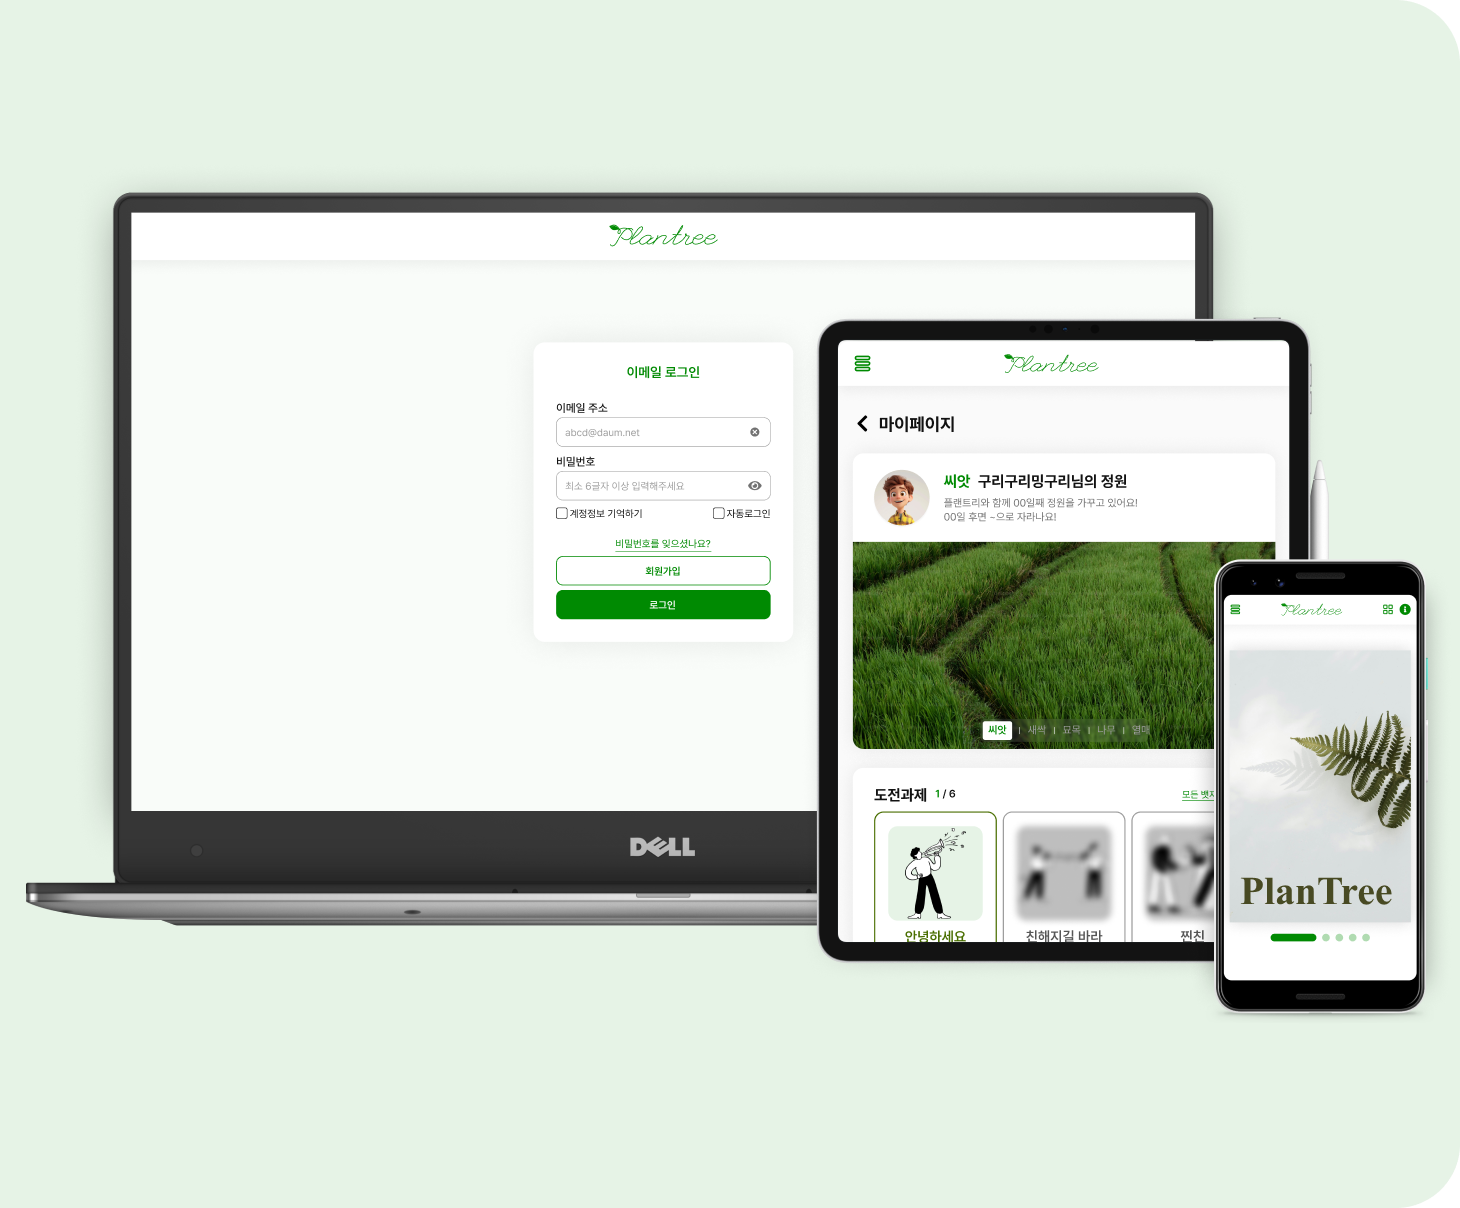 Plantree
이메일 로그인
이메일 주소
abcd@daum.net
비밀번호
최소 6글자 이상 입력해주세요
계정정보 기억하기 자동로그인
비밀번호를 잊으셨나요?
회원가입
로그인
DELL
Plantree
마이페이지
씨앗 구리구리밍구리님의 정원
플랜트리와 함께 00일째 정원을 가꾸고 있어요!
00일 후면 ~으로 자라나요!
씨앗 | 새싹 | 묘목 | 나무 | 열매
도전과제 1 / 6
모든 뱃지
안녕하세요
친해지길 바라
찐친
Plantree
PlanTree